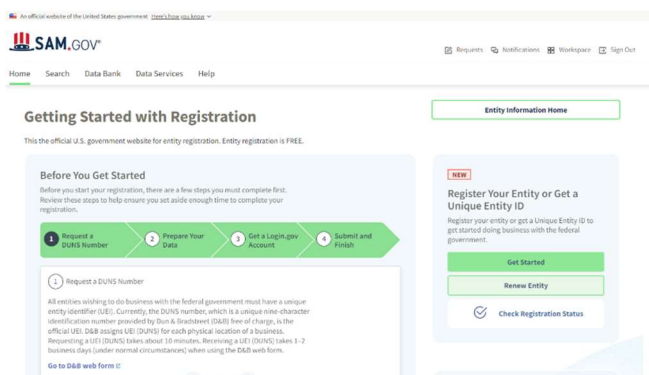 An official website of the United States government Here's how you know
SAM.GOV®
Requests Notifications Workspace Sign Out
Home Search Data Bank Data Services Help
Getting Started with Registration
Entity Information Home
This the official U.S. government website for entity registration. Entity registration is FREE.
Before You Get Started
Before you start your registration, there are a few steps you must complete first.
Review these steps to help ensure you set aside enough time to complete your
registration.
1 Request a
DUNS Number
2 Prepare Your
Data
3 Get a Login.gov
Account
4 Submit and
Finish
1 Request a DUNS Number
All entities wishing to do business with the federal government must have a unique
entity identifier (UEI). Currently, the DUNS number, which is a unique nine-character
identification number provided by Dun & Bradstreet (D&B) free of charge, is the
official UEI. D&B assigns UEI (DUNS) for each physical location of a business.
Requesting a UEI (DUNS) takes about 10 minutes. Receiving a UEI (DUNS) takes 1-2
business days (under normal circumstances) when using the D&B web form.
Go to D&B web form
NEW
Register Your Entity or Get a
Unique Entity ID
Register your entity or get a Unique Entity ID to
get started doing business with the federal
government.
Get Started
Renew Entity
Check Registration Status